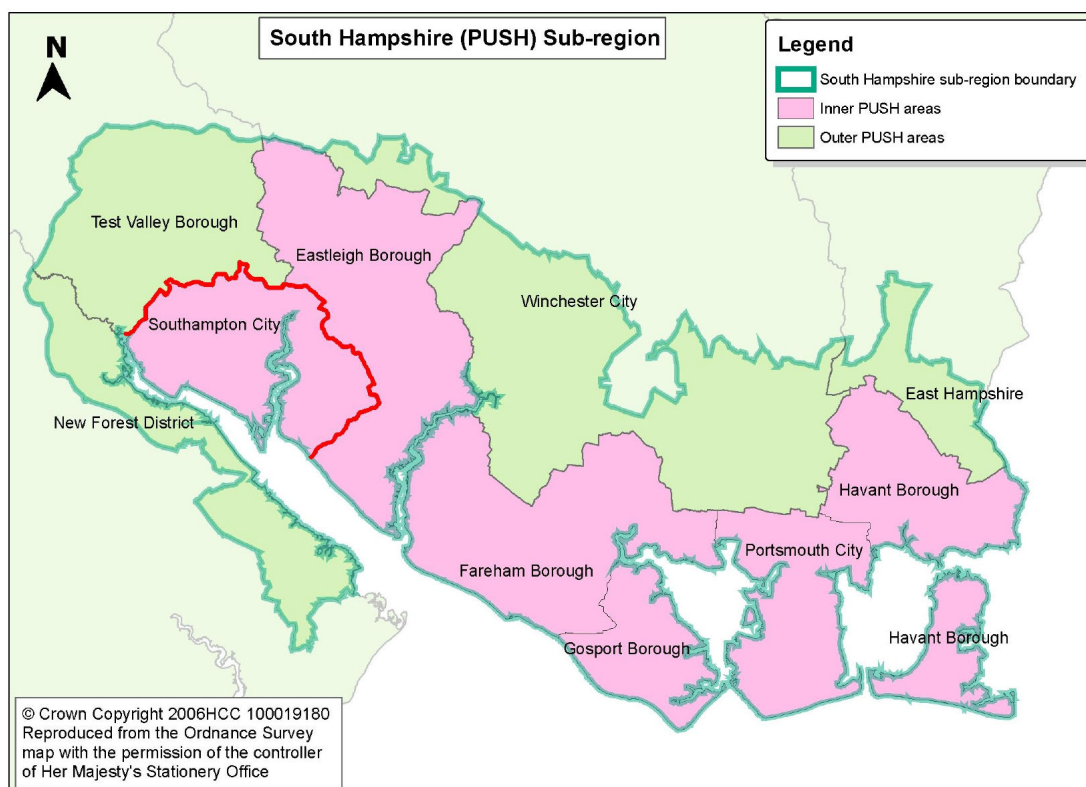 South Hampshire (PUSH) Sub-region
N
Legend
South Hampshire sub-region boundary
Inner PUSH areas
Outer PUSH areas
Test Valley Borough
Eastleigh Borough
Winchester City
Southampton City
East Hampshire
New Forest District
Havant Borough
Portsmouth City
Fareham Borough
Havant Borough
Gosport Borough
© Crown Copyright 2006HCC 100019180
Reproduced from the Ordnance Survey
map with the permission of the controller
of Her Majesty's Stationery Office